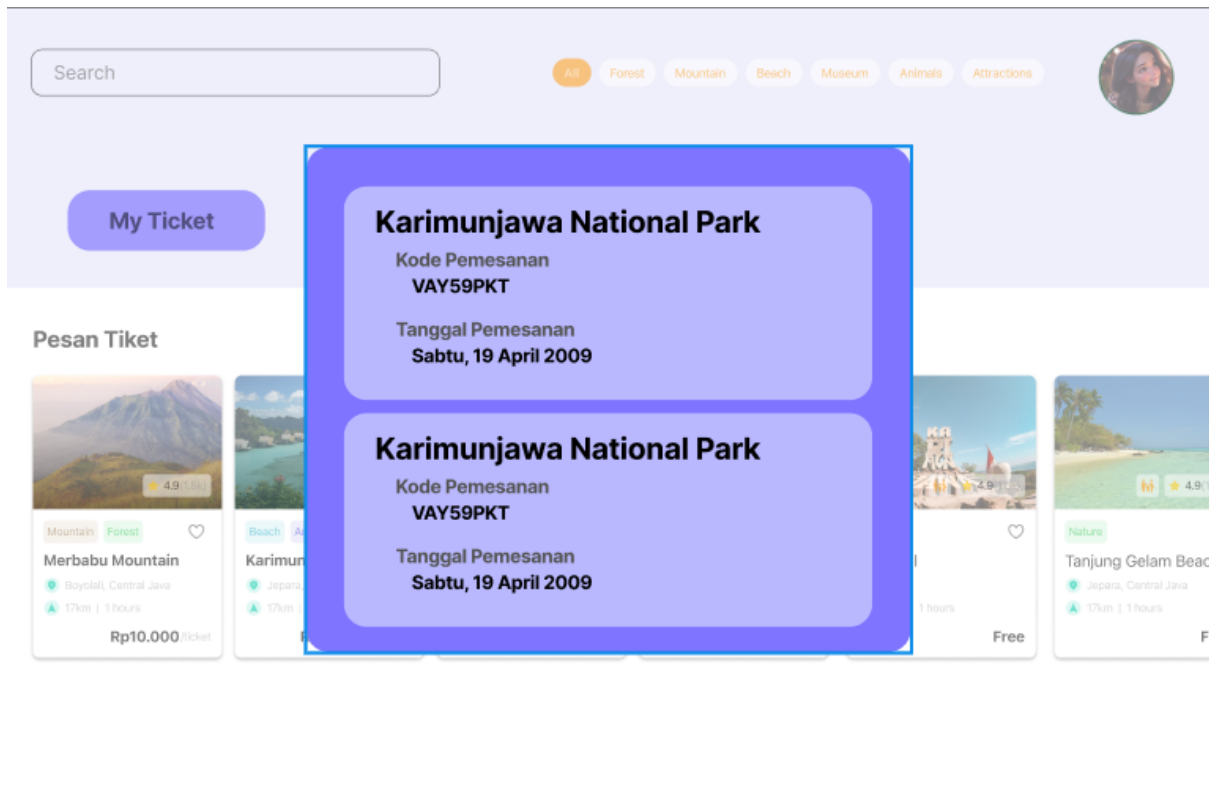 Search
All Forest Mountain Beach Museum Animals Attractions
My Ticket
Karimunjawa National Park
Kode Pemesanan
VAY59PKT
Tanggal Pemesanan
Sabtu, 19 April 2009
Karimunjawa National Park
Kode Pemesanan
VAY59PKT
Tanggal Pemesanan
Sabtu, 19 April 2009
Pesan Tiket
4.9 (1.5k)
Mountain Forest
Merbabu Mountain
Boyolali, Central Java
17km | 1 hours
Rp10.000 /ticket
Beach
Karimun
Jepara,
17km |
4.9
1 hours
Free
4.9
Nature
Tanjung Gelam Beac
Jepara, Central Java
17km | 1 hours
F